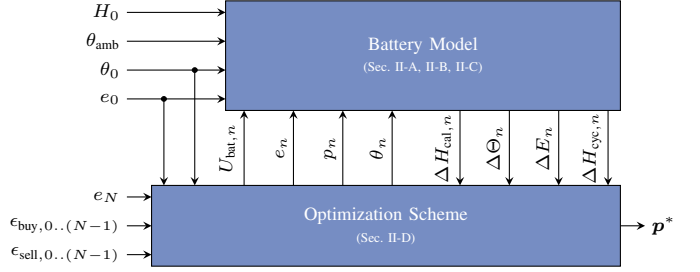 H_0
θ_amb
θ_0
e_0
Battery Model
(Sec. II-A, II-B, II-C)
U_bat, n
e_n
p_n
θ_n
ΔH_cal, n
ΔΘ_n
ΔE_n
ΔH_cyc, n
e_N
ϵ_buy, 0..(N−1)
ϵ_sell, 0..(N−1)
Optimization Scheme
(Sec. II-D)
p*